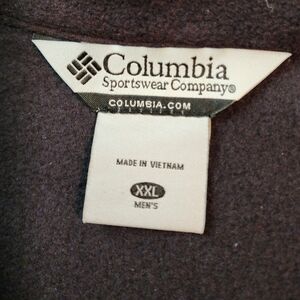 Columbia
Sportswear Company®
COLUMBIA.COM
MADE IN VIETNAM
XXL
MEN'S